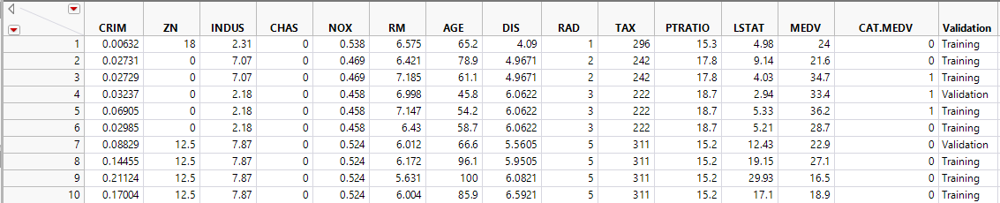 CRIM ZN INDUS CHAS NOX RM AGE DIS RAD TAX PTRATIO LSTAT MEDV CAT.MEDV Validation
1 0.00632 18 2.31 0 0.538 6.575 65.2 4.09 1 296 15.3 4.98 24 0 Training
2 0.02731 0 7.07 0 0.469 6.421 78.9 4.9671 2 242 17.8 9.14 21.6 0 Training
3 0.02729 0 7.07 0 0.469 7.185 61.1 4.9671 2 242 17.8 4.03 34.7 1 Training
4 0.03237 0 2.18 0 0.458 6.998 45.8 6.0622 3 222 18.7 2.94 33.4 1 Validation
5 0.06905 0 2.18 0 0.458 7.147 54.2 6.0622 3 222 18.7 5.33 36.2 1 Training
6 0.02985 0 2.18 0 0.458 6.43 58.7 6.0622 3 222 18.7 5.21 28.7 0 Training
7 0.08829 12.5 7.87 0 0.524 6.012 66.6 5.5605 5 311 15.2 12.43 22.9 0 Validation
8 0.14455 12.5 7.87 0 0.524 6.172 96.1 5.9505 5 311 15.2 19.15 27.1 0 Training
9 0.21124 12.5 7.87 0 0.524 5.631 100 6.0821 5 311 15.2 29.93 16.5 0 Training
10 0.17004 12.5 7.87 0 0.524 6.004 85.9 6.5921 5 311 15.2 17.1 18.9 0 Training